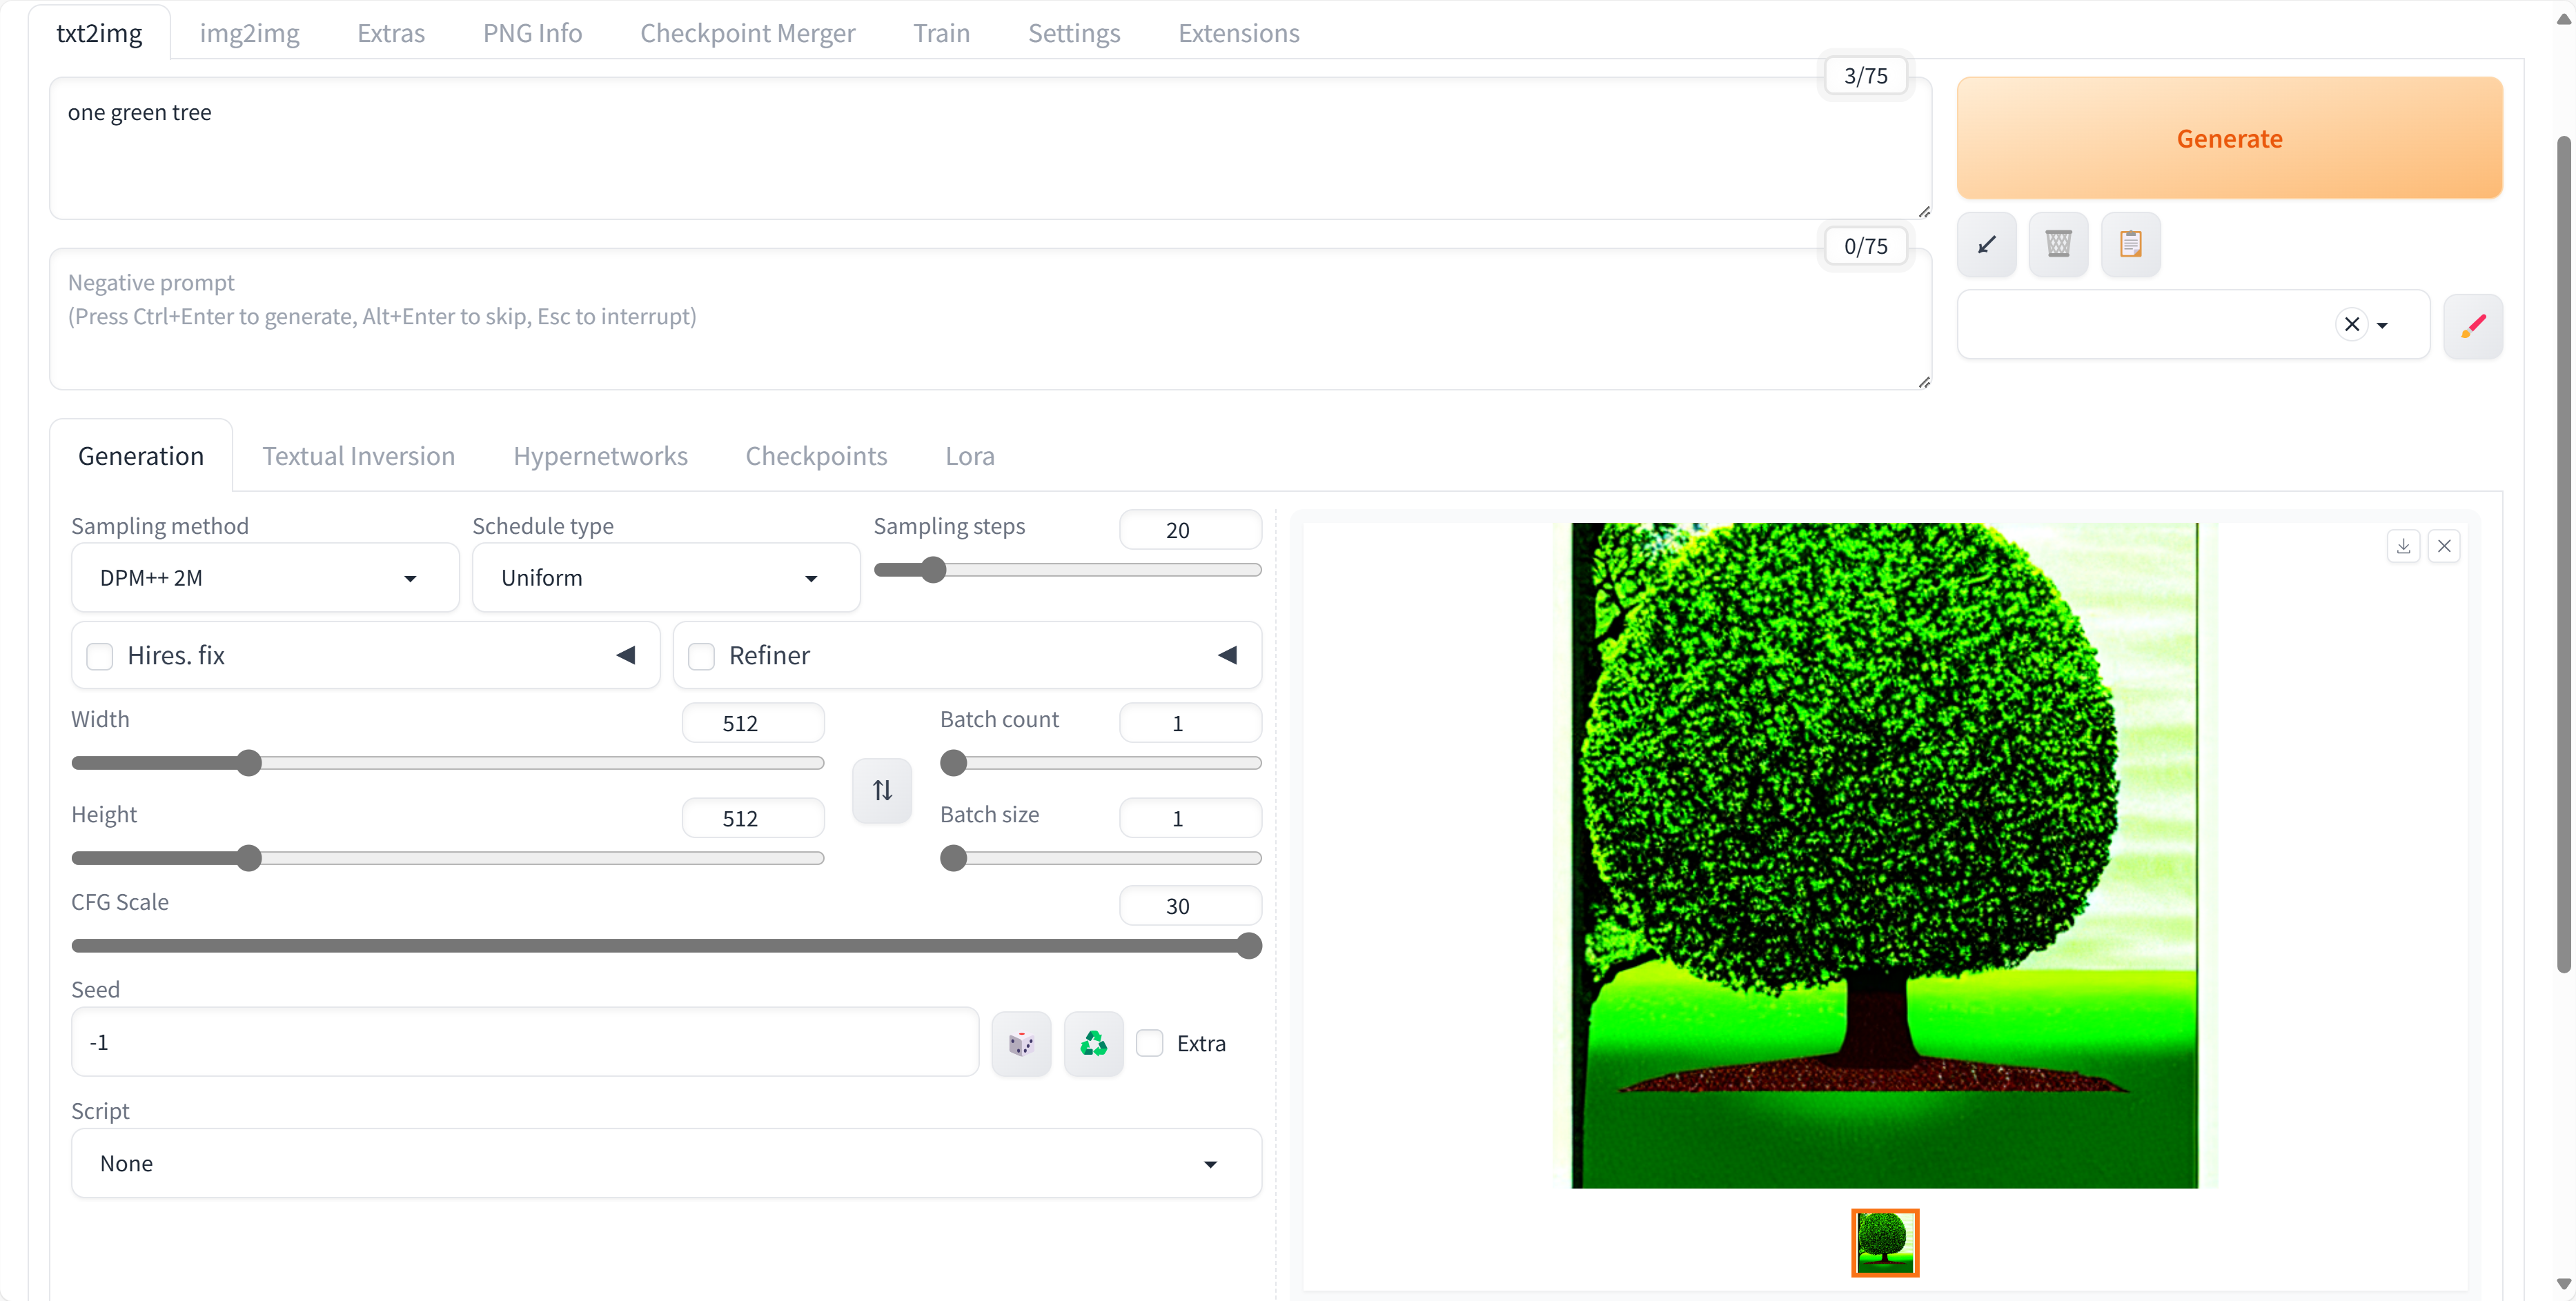 txt2img img2img Extras PNG Info Checkpoint Merger Train Settings Extensions
3/75
one green tree
Generate
0/75
Negative prompt
(Press Ctrl+Enter to generate, Alt+Enter to skip, Esc to interrupt)
Generation Textual Inversion Hypernetworks Checkpoints Lora
Sampling method Schedule type Sampling steps 20
DPM++ 2M Uniform
Hires. fix Refiner
Width 512 Batch count 1
Height 512 Batch size 1
CFG Scale 30
Seed
-1 Extra
Script
None